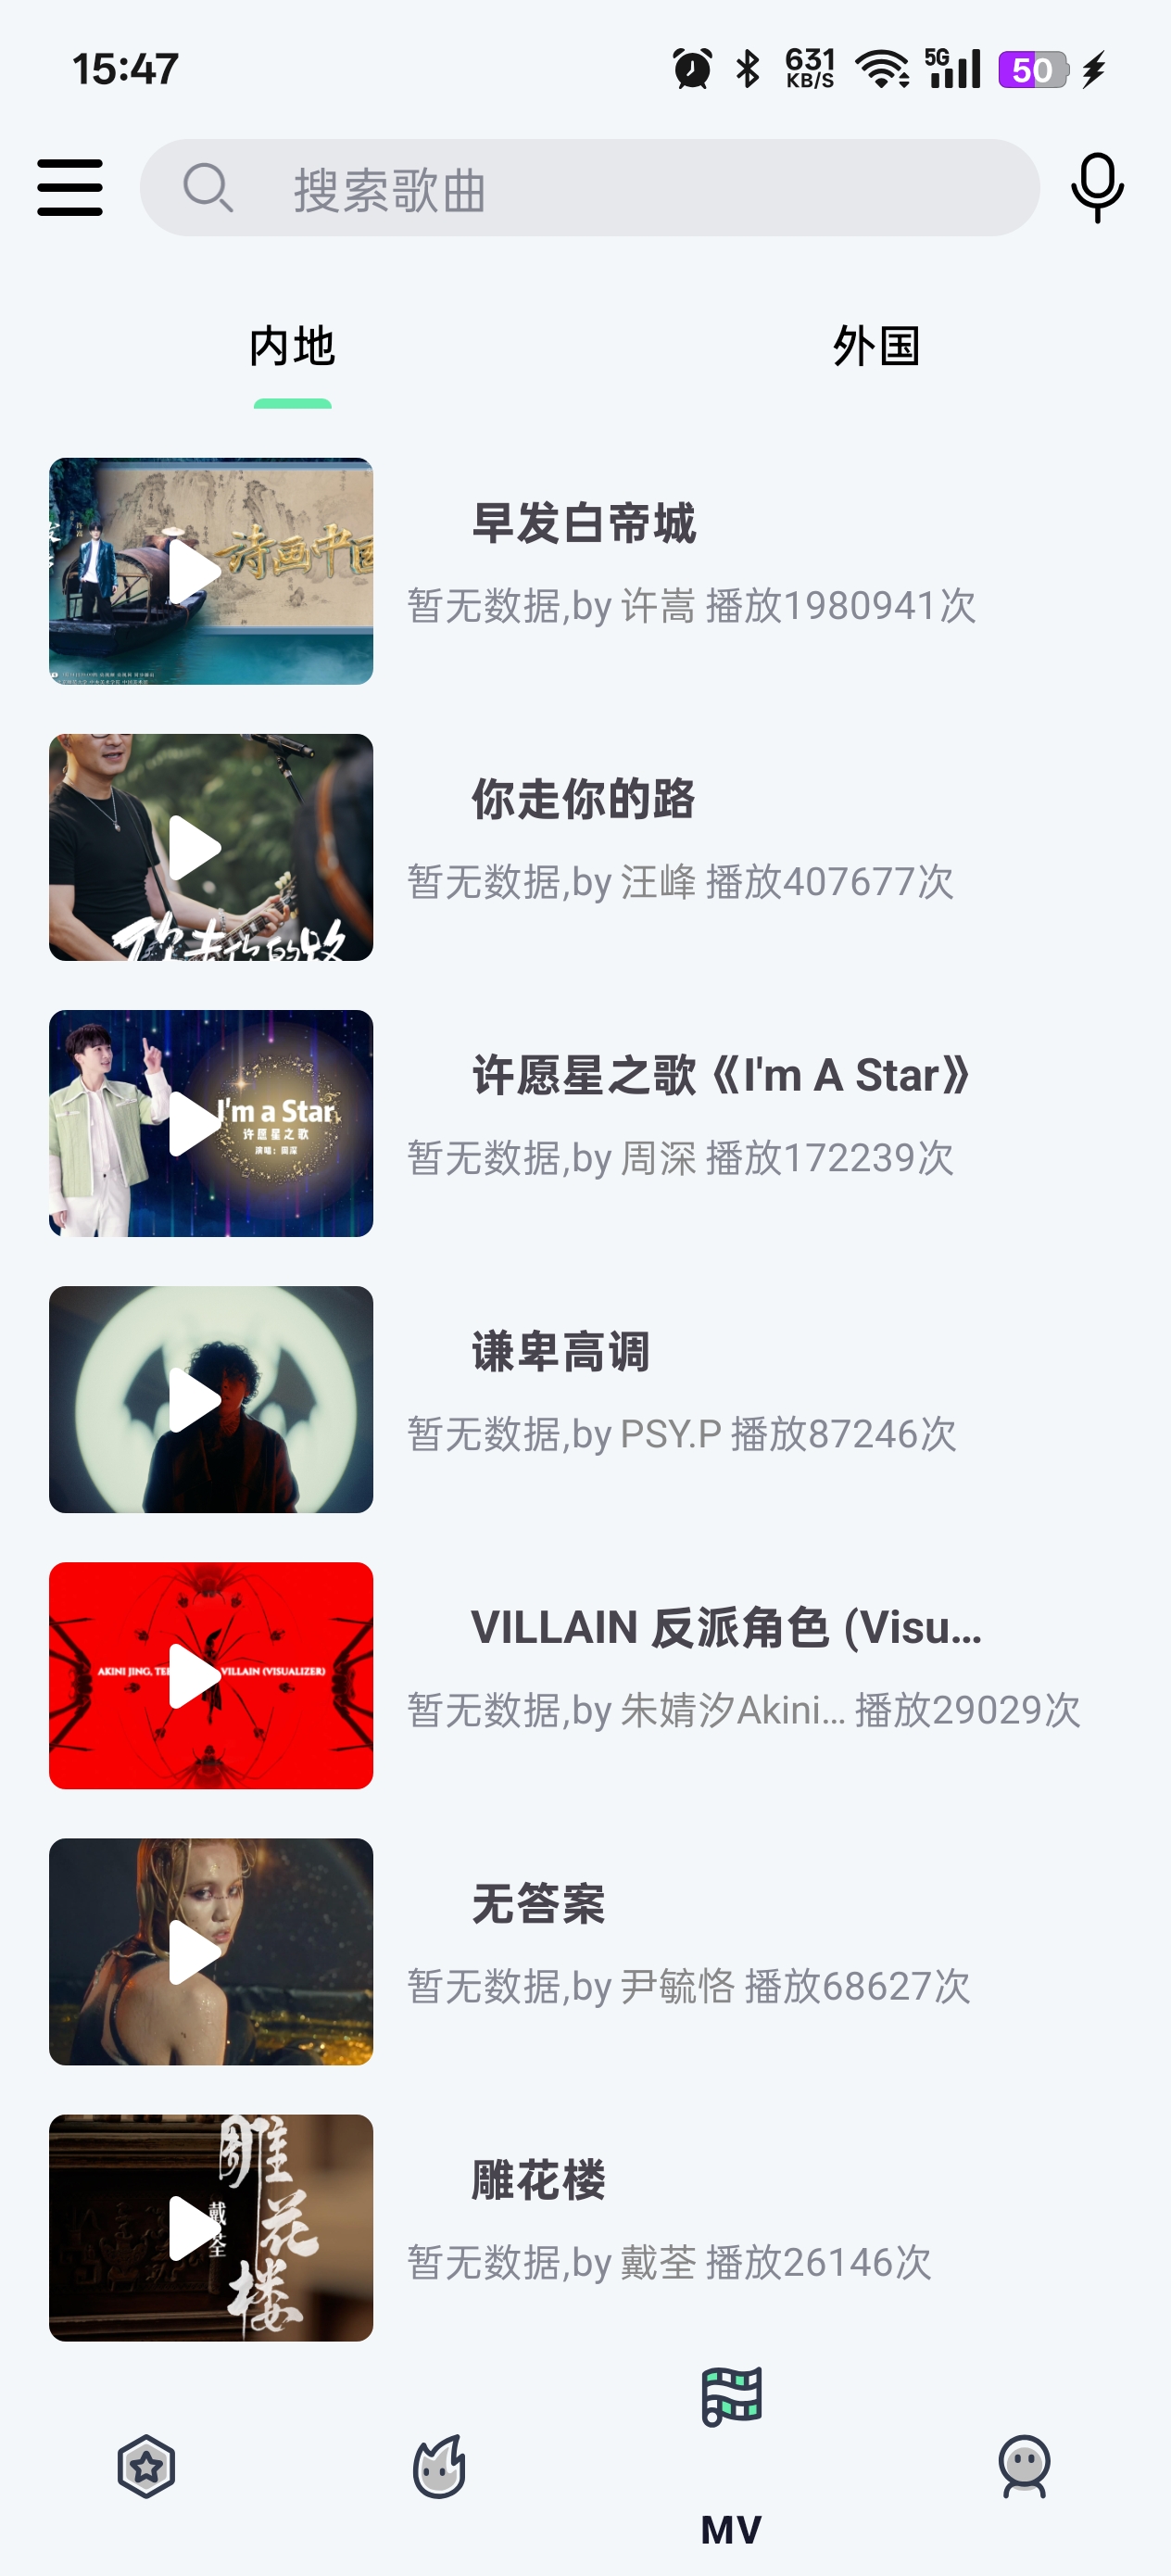 15:47
631
KB/S
5G
50
搜索歌曲
内地
外国
诗画中国
早发白帝城
暂无数据,by 许嵩 播放1980941次
你走你的路
你走你的路
暂无数据,by 汪峰 播放407677次
I'm a Star
许愿星之歌
演唱：周深
许愿星之歌《I'm A Star》
暂无数据,by 周深 播放172239次
谦卑高调
暂无数据,by PSY.P 播放87246次
AKINI JING, TE
VILLAIN (VISUALIZER)
VILLAIN 反派角色 (Visu...
暂无数据,by 朱婧汐Akini... 播放29029次
无答案
暂无数据,by 尹毓恪 播放68627次
雕花楼
戴荃
雕花楼
暂无数据,by 戴荃 播放26146次
MV